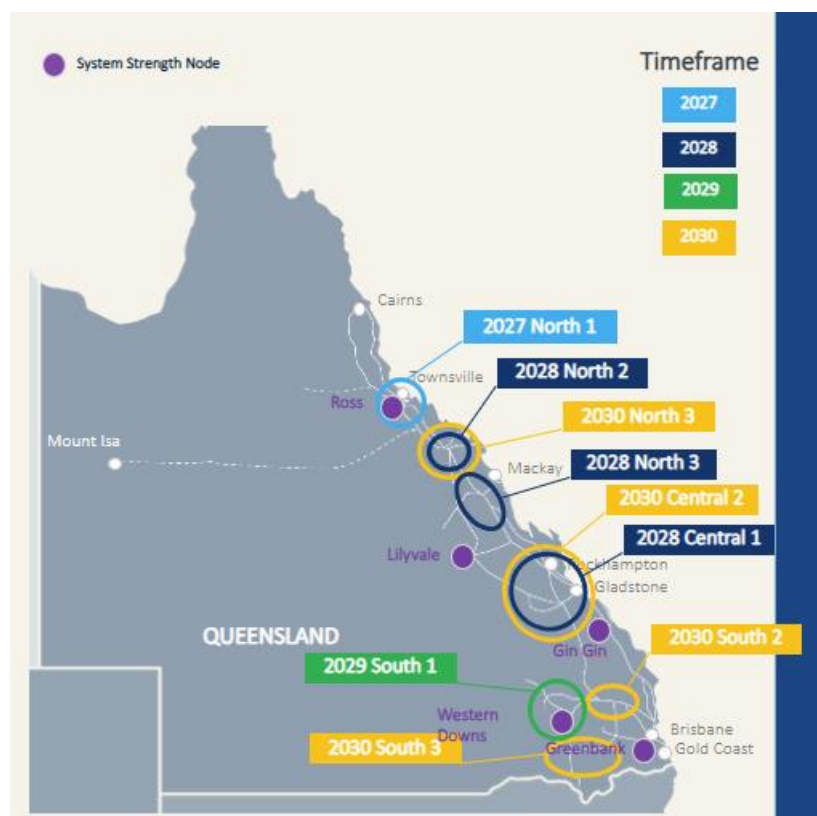 System Strength Node
Timeframe
2027
2028
2029
2030
Cairns
2027 North 1
2028 North 2
Townsville
Ross
2030 North 3
Mount Isa
2028 North 3
Mackay
2030 Central 2
2028 Central 1
Lilyvale
Rockhampton
Gladstone
QUEENSLAND
2030 South 2
Gin Gin
2029 South 1
Western
Downs
Brisbane
2030 South 3
Greenbank
Gold Coast